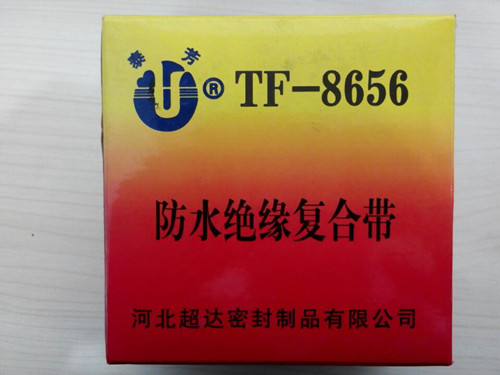 泰芳
® TF-8656
防水绝缘复合带
河北超达密封制品有限公司